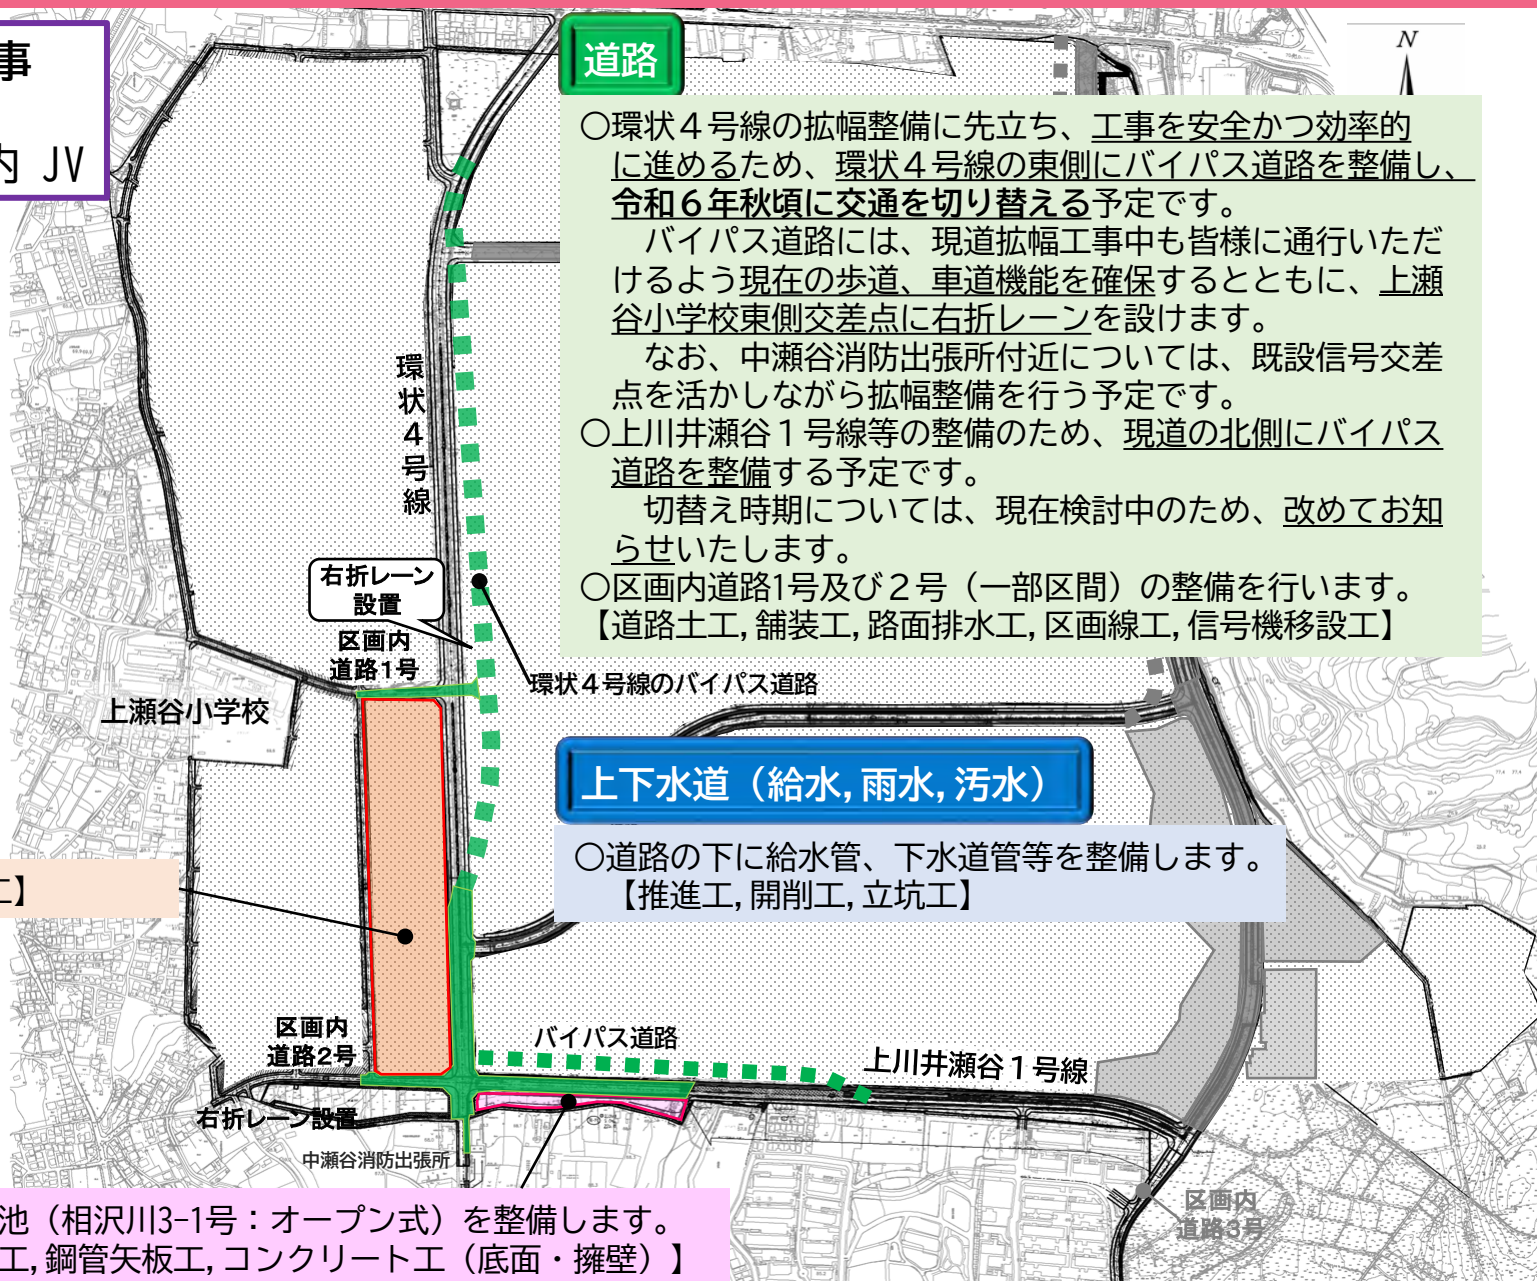 事
内 JV
道路
N
〇環状４号線の拡幅整備に先立ち、工事を安全かつ効率的
に進めるため、環状４号線の東側にバイパス道路を整備し、
令和６年秋頃に交通を切り替える予定です。
バイパス道路には、現道拡幅工事中も皆様に通行いただ
けるよう現在の歩道、車道機能を確保するとともに、上瀬
谷小学校東側交差点に右折レーンを設けます。
なお、中瀬谷消防出張所付近については、既設信号交差
点を活かしながら拡幅整備を行う予定です。
〇上川井瀬谷１号線等の整備のため、現道の北側にバイパス
道路を整備する予定です。
切替え時期については、現在検討中のため、改めてお知
らせいたします。
〇区画内道路1号及び２号（一部区間）の整備を行います。
【道路土工,舗装工,路面排水工,区画線工,信号機移設工】
環状４号線
右折レーン
設置
区画内
道路1号
環状４号線のバイパス道路
上瀬谷小学校
上下水道（給水,雨水,汚水）
〇道路の下に給水管、下水道管等を整備します。
【推進工,開削工,立坑工】
工】
区画内
道路2号
バイパス道路
上川井瀬谷１号線
右折レーン設置
中瀬谷消防出張所
区画内
道路3号
池（相沢川3-1号：オープン式）を整備します。
工,鋼管矢板工,コンクリート工（底面・擁壁）】